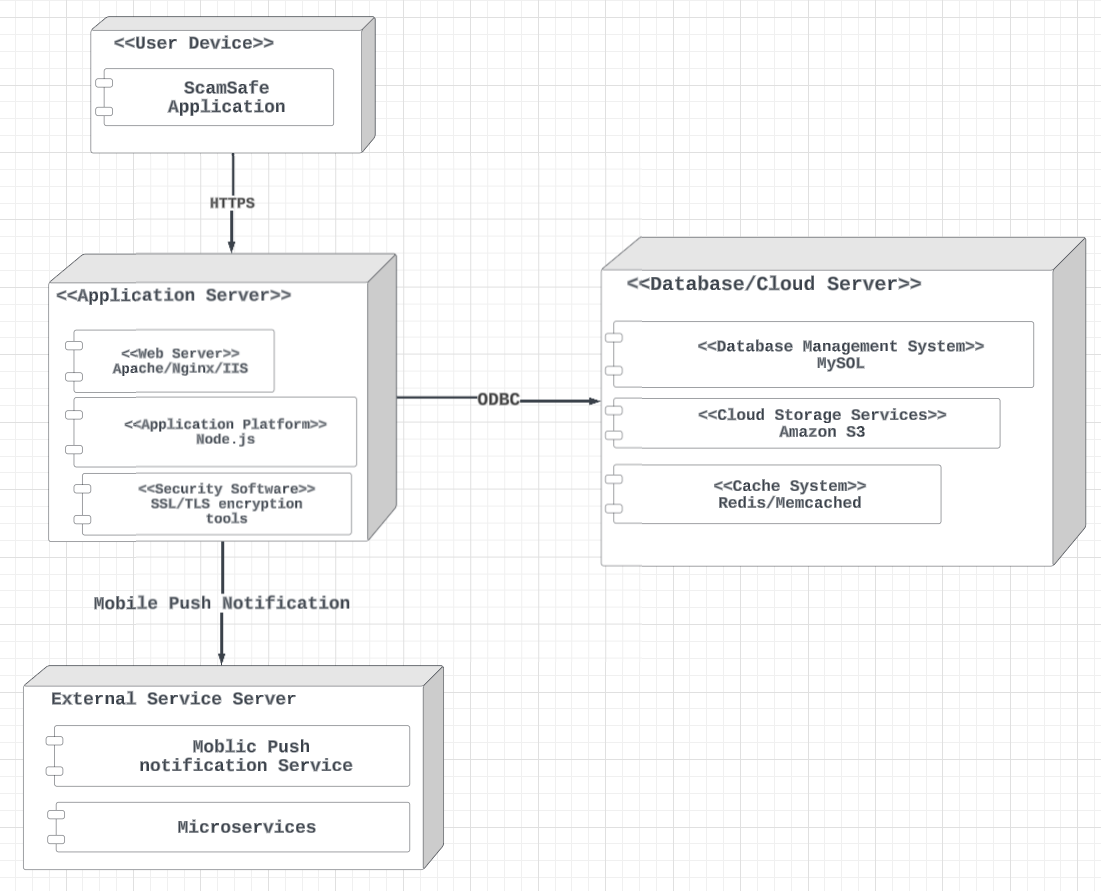 <<User Device>>
ScamSafe
Application
HTTPS
<<Application Server>>
<<Web Server>>
Apache/Nginx/IIS
<<Application Platform>>
Node.js
<<Security Software>>
SSL/TLS encryption
tools
ODBC
<<Database/Cloud Server>>
<<Database Management System>>
MySOL
<<Cloud Storage Services>>
Amazon S3
<<Cache System>>
Redis/Memcached
Mobile Push Notification
External Service Server
Moblic Push
notification Service
Microservices